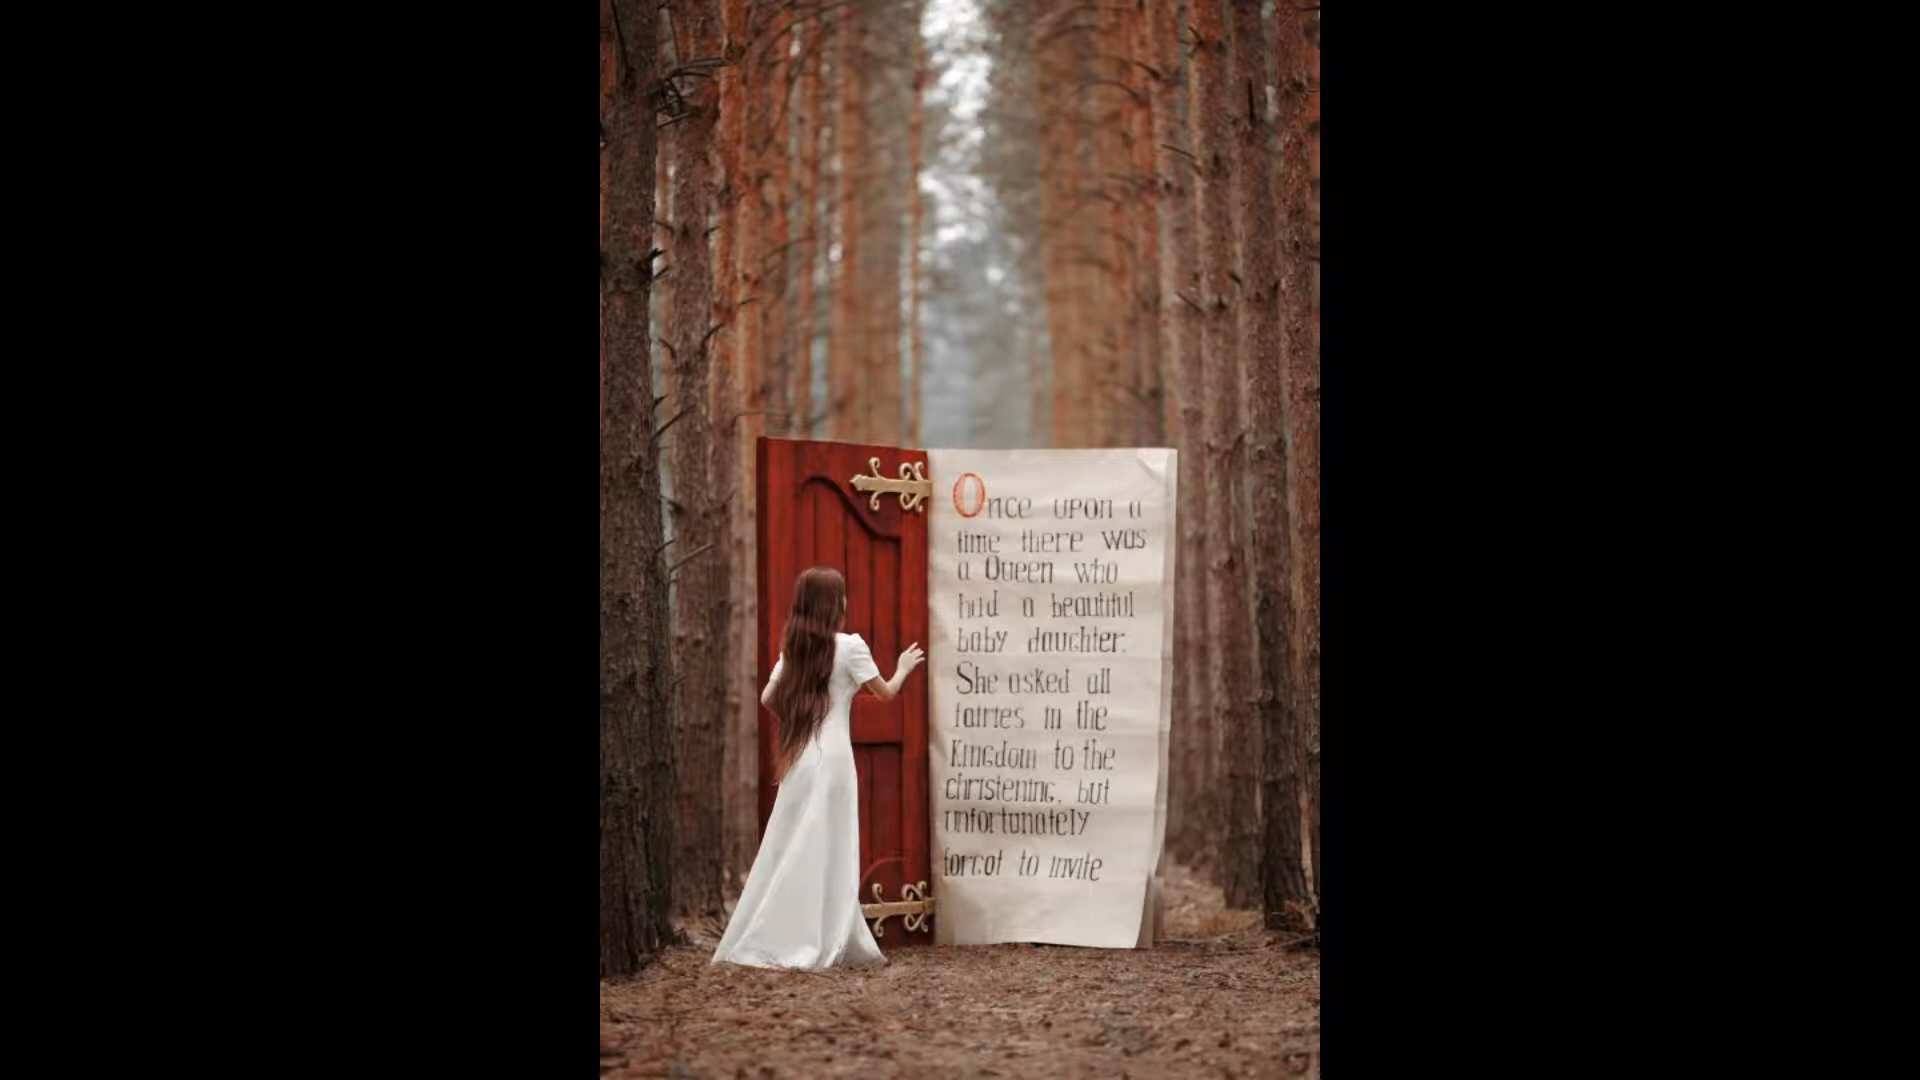 Once upon a
time there was
a Queen who
had a beautiful
baby daughter.
She asked all
fairies in the
Kingdom to the
christening, but
unfortunately
forgot to invite